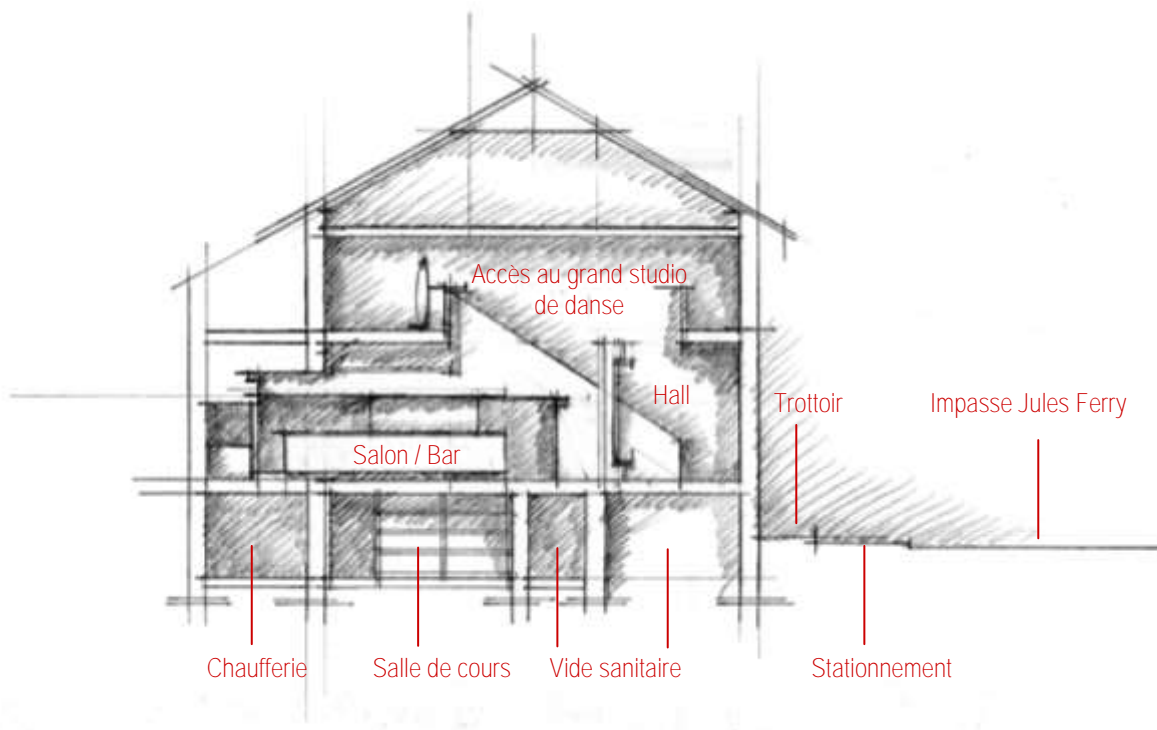 Accès au grand studio
de danse
Hall
Trottoir
Impasse Jules Ferry
Salon / Bar
Chaufferie
Salle de cours
Vide sanitaire
Stationnement